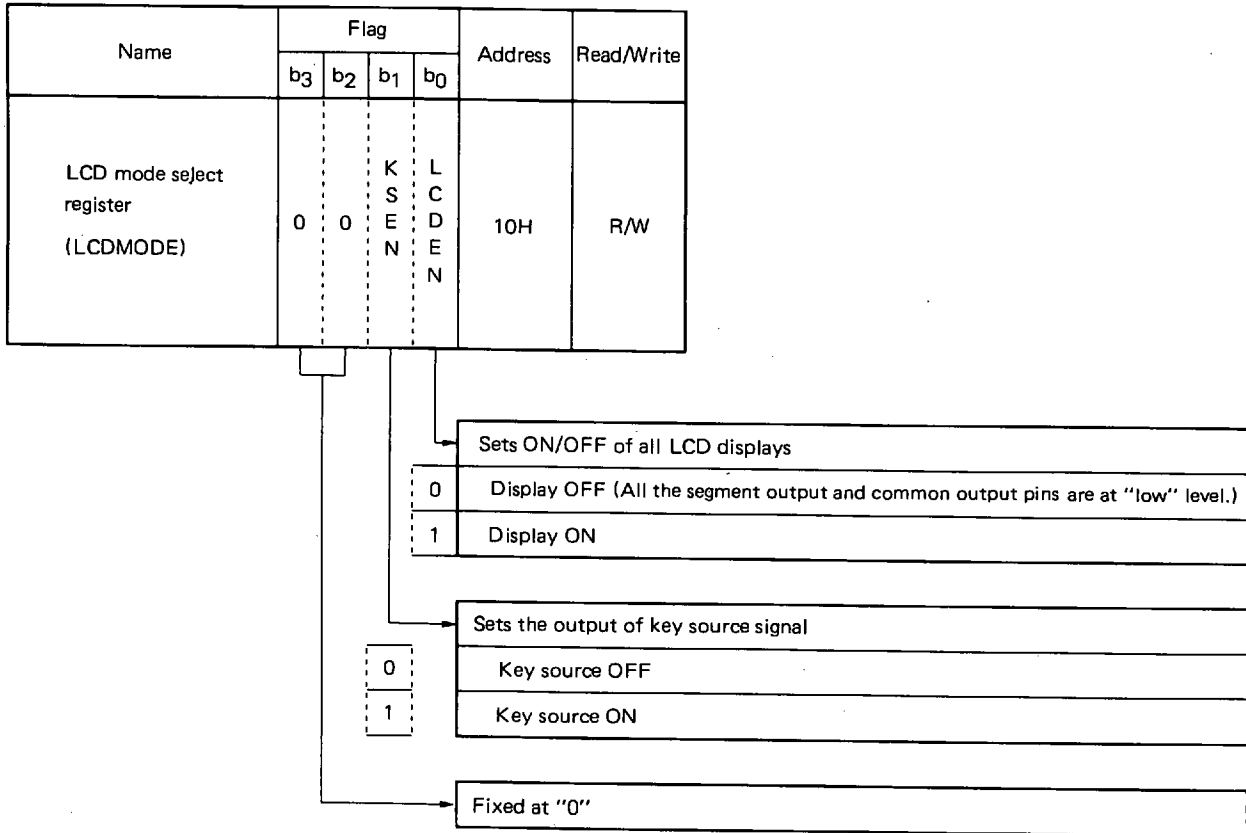 Name
Flag
Address
Read/Write
b3 b2 b1 b0
LCD mode select
register
(LCDMODE)
0
0
KSEN
LCDEN
10H
R/W
Sets ON/OFF of all LCD displays
0 Display OFF (All the segment output and common output pins are at "low" level.)
1 Display ON
Sets the output of key source signal
0 Key source OFF
1 Key source ON
Fixed at "0"